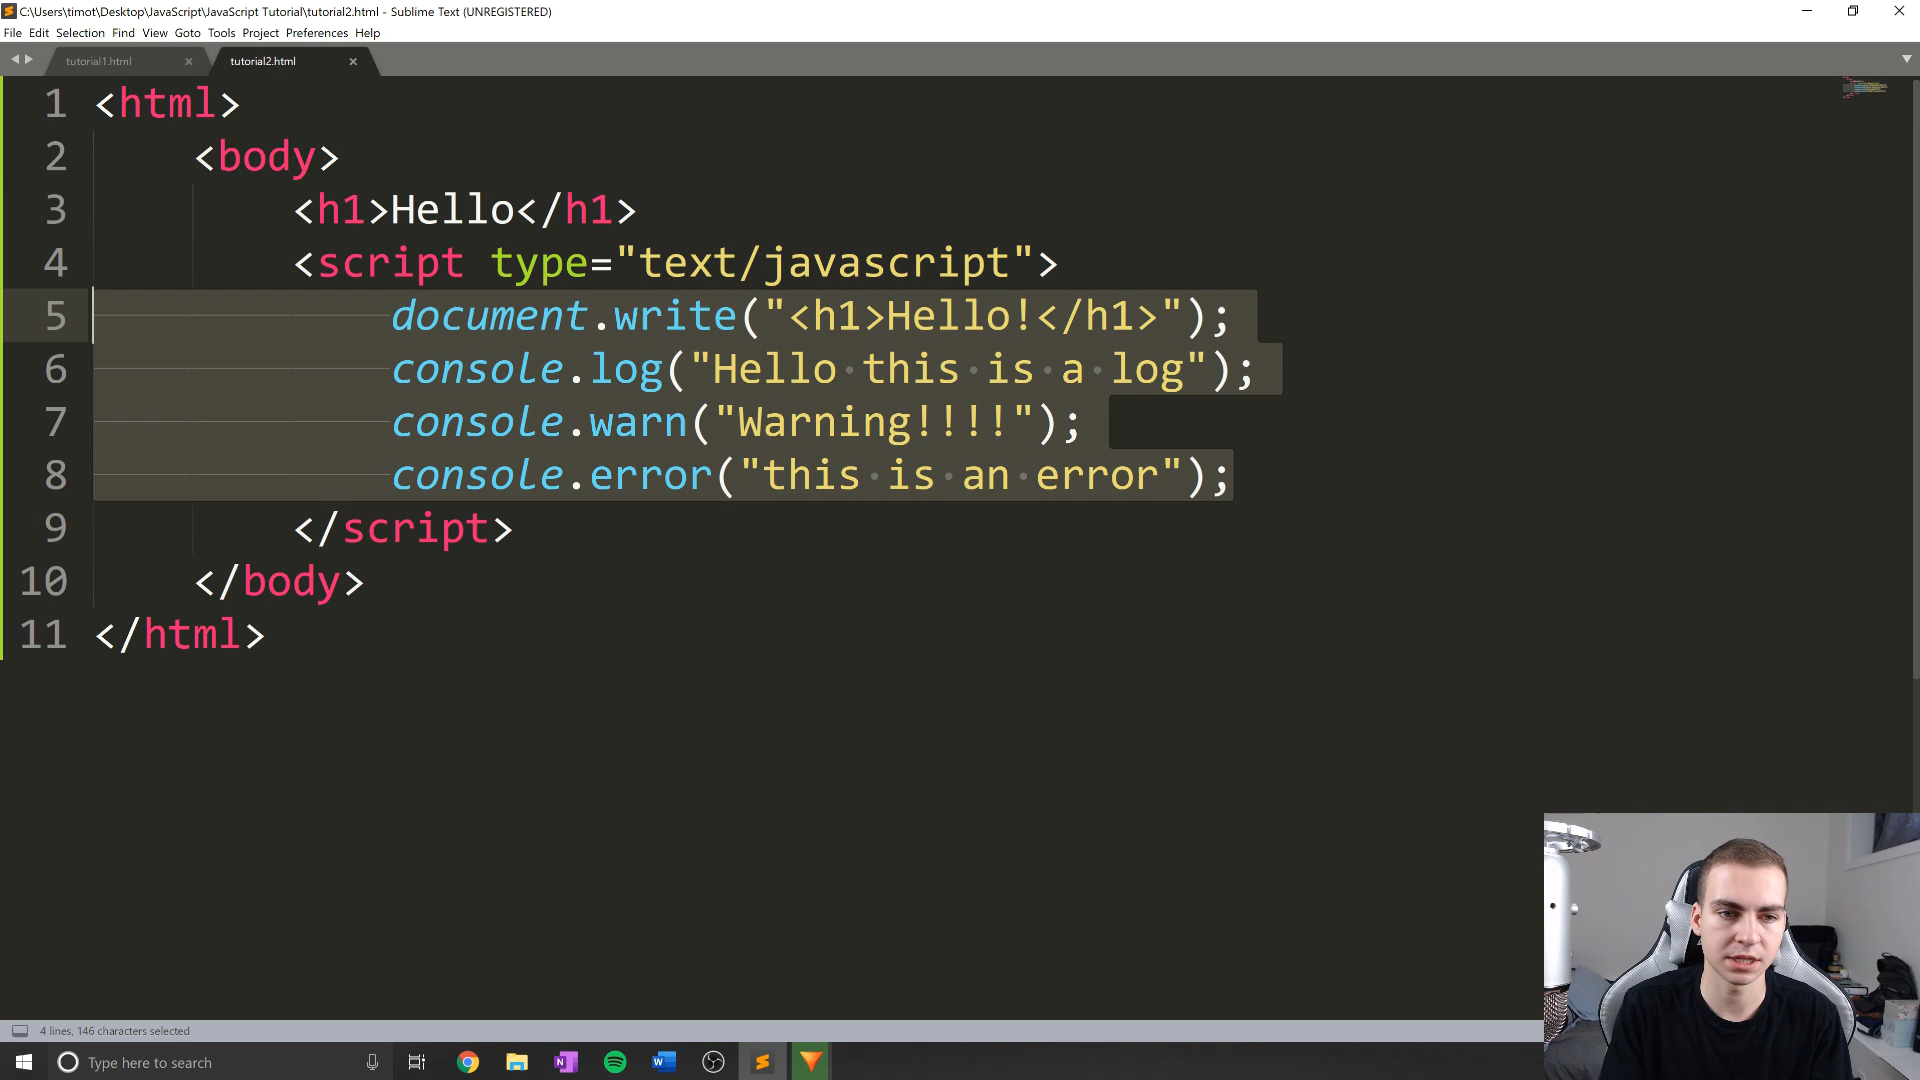 C:\Users\timot\Desktop\JavaScript\JavaScript Tutorial\tutorial2.html - Sublime Text (UNREGISTERED)
File Edit Selection Find View Goto Tools Project Preferences Help
tutorial1.html tutorial2.html
1 <html>
2 <body>
3 <h1>Hello</h1>
4 <script type="text/javascript">
5 document.write("<h1>Hello!</h1>");
6 console.log("Hello this is a log");
7 console.warn("Warning!!!!");
8 console.error("this is an error");
9 </script>
10 </body>
11 </html>
4 lines, 146 characters selected
Type here to search